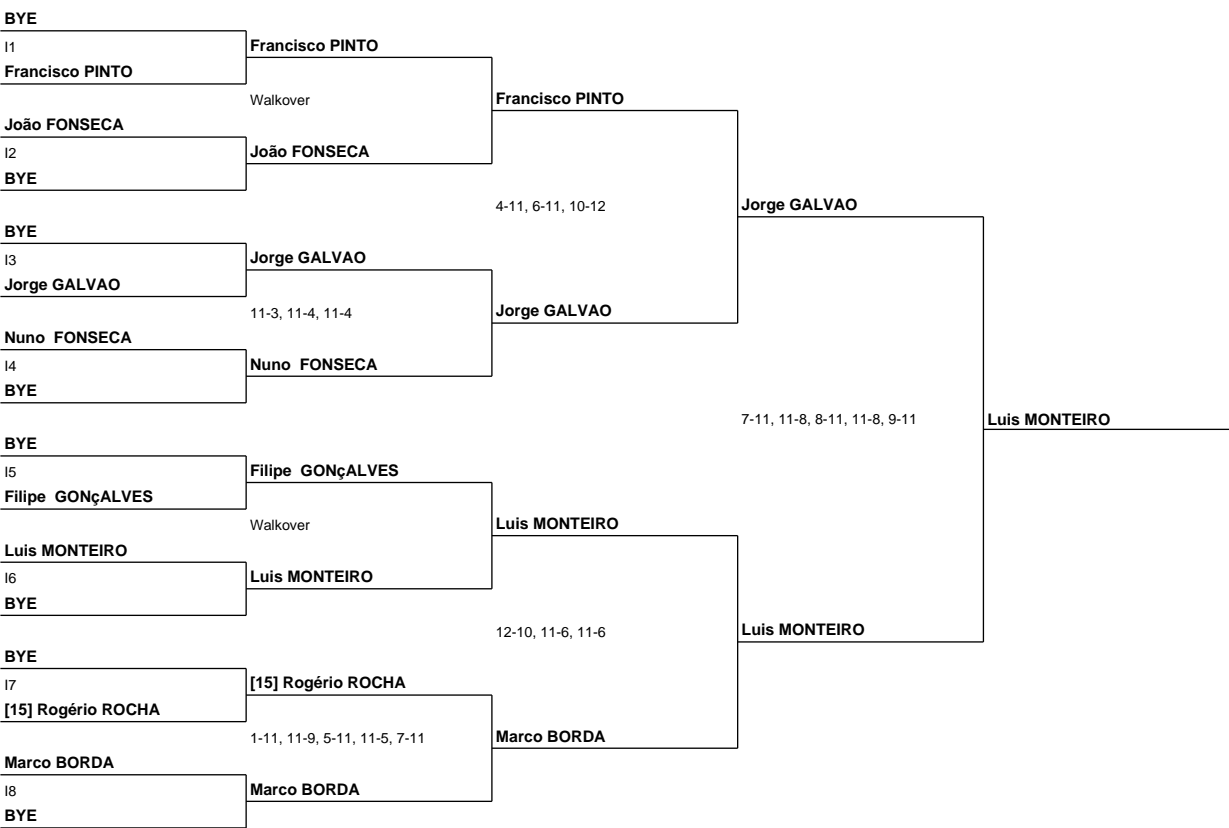 BYE
I1
Francisco PINTO
João FONSECA
I2
BYE
BYE
I3
Jorge GALVAO
Nuno  FONSECA
I4
BYE
BYE
I5
Filipe  GONçALVES
Luis MONTEIRO
I6
BYE
BYE
I7
[15] Rogério ROCHA
Marco BORDA
I8
BYE
Francisco PINTO
Walkover
João FONSECA
Jorge GALVAO
11-3, 11-4, 11-4
Nuno  FONSECA
Filipe  GONçALVES
Walkover
Luis MONTEIRO
[15] Rogério ROCHA
1-11, 11-9, 5-11, 11-5, 7-11
Marco BORDA
Francisco PINTO
4-11, 6-11, 10-12
Jorge GALVAO
Luis MONTEIRO
12-10, 11-6, 11-6
Marco BORDA
Jorge GALVAO
7-11, 11-8, 8-11, 11-8, 9-11
Luis MONTEIRO
Luis MONTEIRO